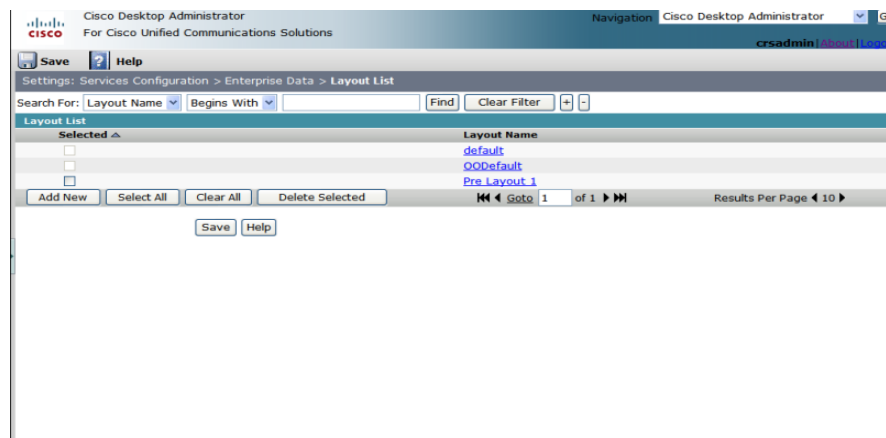 Cisco Desktop Administrator
Navigation Cisco Desktop Administrator
CISCO For Cisco Unified Communications Solutions
crsadmin|About|Logo
Save ? Help
Settings: Services Configuration > Enterprise Data > Layout List
Search For: Layout Name Begins With Find Clear Filter + -
Layout List
Selected Layout Name
default
OODefault
Pre Layout 1
Add New Select All Clear All Delete Selected Goto 1 of 1 Results Per Page 10
Save Help